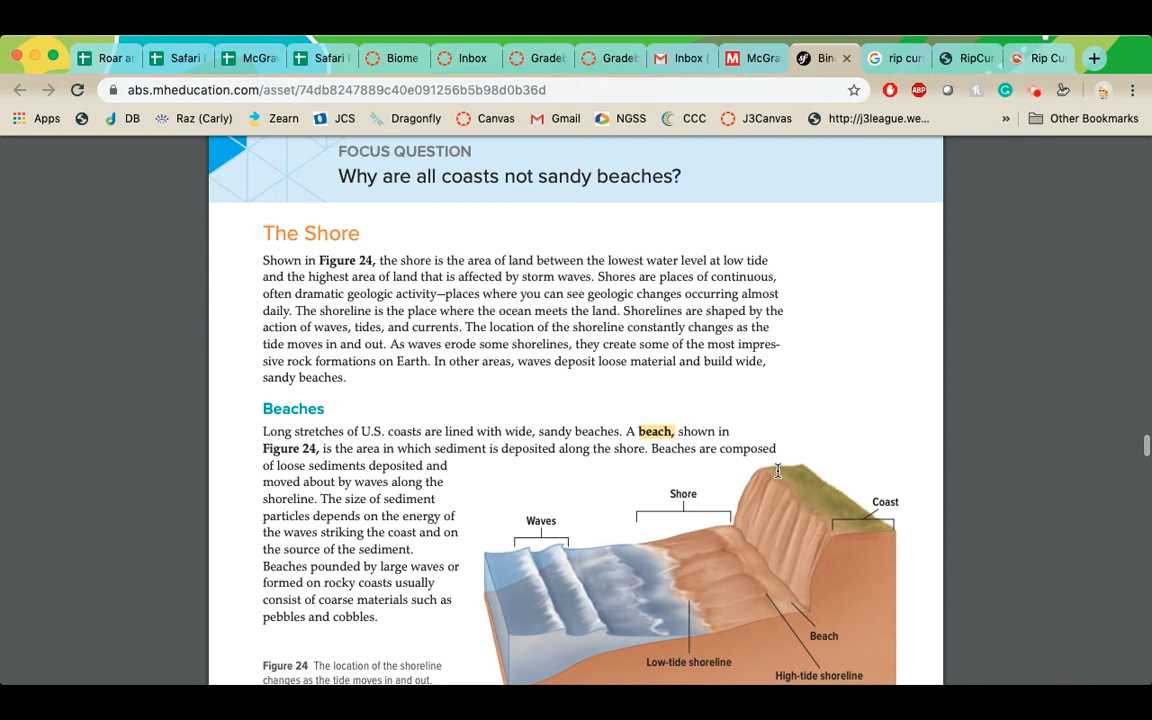 Roar ar
Safari F
McGra
Safari F
Biome
Inbox
Gradeb
Gradeb
Inbox (
McGra
Bin
rip cur
RipCur
Rip Cu
abs.mheducation.com/asset/74db8247889c40e091256b5b98d0b36d
Apps
DB
Raz (Carly)
Zearn
JCS
Dragonfly
Canvas
Gmail
NGSS
CCC
J3Canvas
http://j3league.we...
»
Other Bookmarks
FOCUS QUESTION
Why are all coasts not sandy beaches?
The Shore
Shown in Figure 24, the shore is the area of land between the lowest water level at low tide
and the highest area of land that is affected by storm waves. Shores are places of continuous,
often dramatic geologic activity—places where you can see geologic changes occurring almost
daily. The shoreline is the place where the ocean meets the land. Shorelines are shaped by the
action of waves, tides, and currents. The location of the shoreline constantly changes as the
tide moves in and out. As waves erode some shorelines, they create some of the most impres-
sive rock formations on Earth. In other areas, waves deposit loose material and build wide,
sandy beaches.
Beaches
Long stretches of U.S. coasts are lined with wide, sandy beaches. A beach, shown in
Figure 24, is the area in which sediment is deposited along the shore. Beaches are composed
of loose sediments deposited and
moved about by waves along the
shoreline. The size of sediment
particles depends on the energy of
the waves striking the coast and on
the source of the sediment.
Beaches pounded by large waves or
formed on rocky coasts usually
consist of coarse materials such as
pebbles and cobbles.
Waves
Shore
Coast
Beach
Low-tide shoreline
High-tide shoreline
Figure 24 The location of the shoreline
changes as the tide moves in and out.